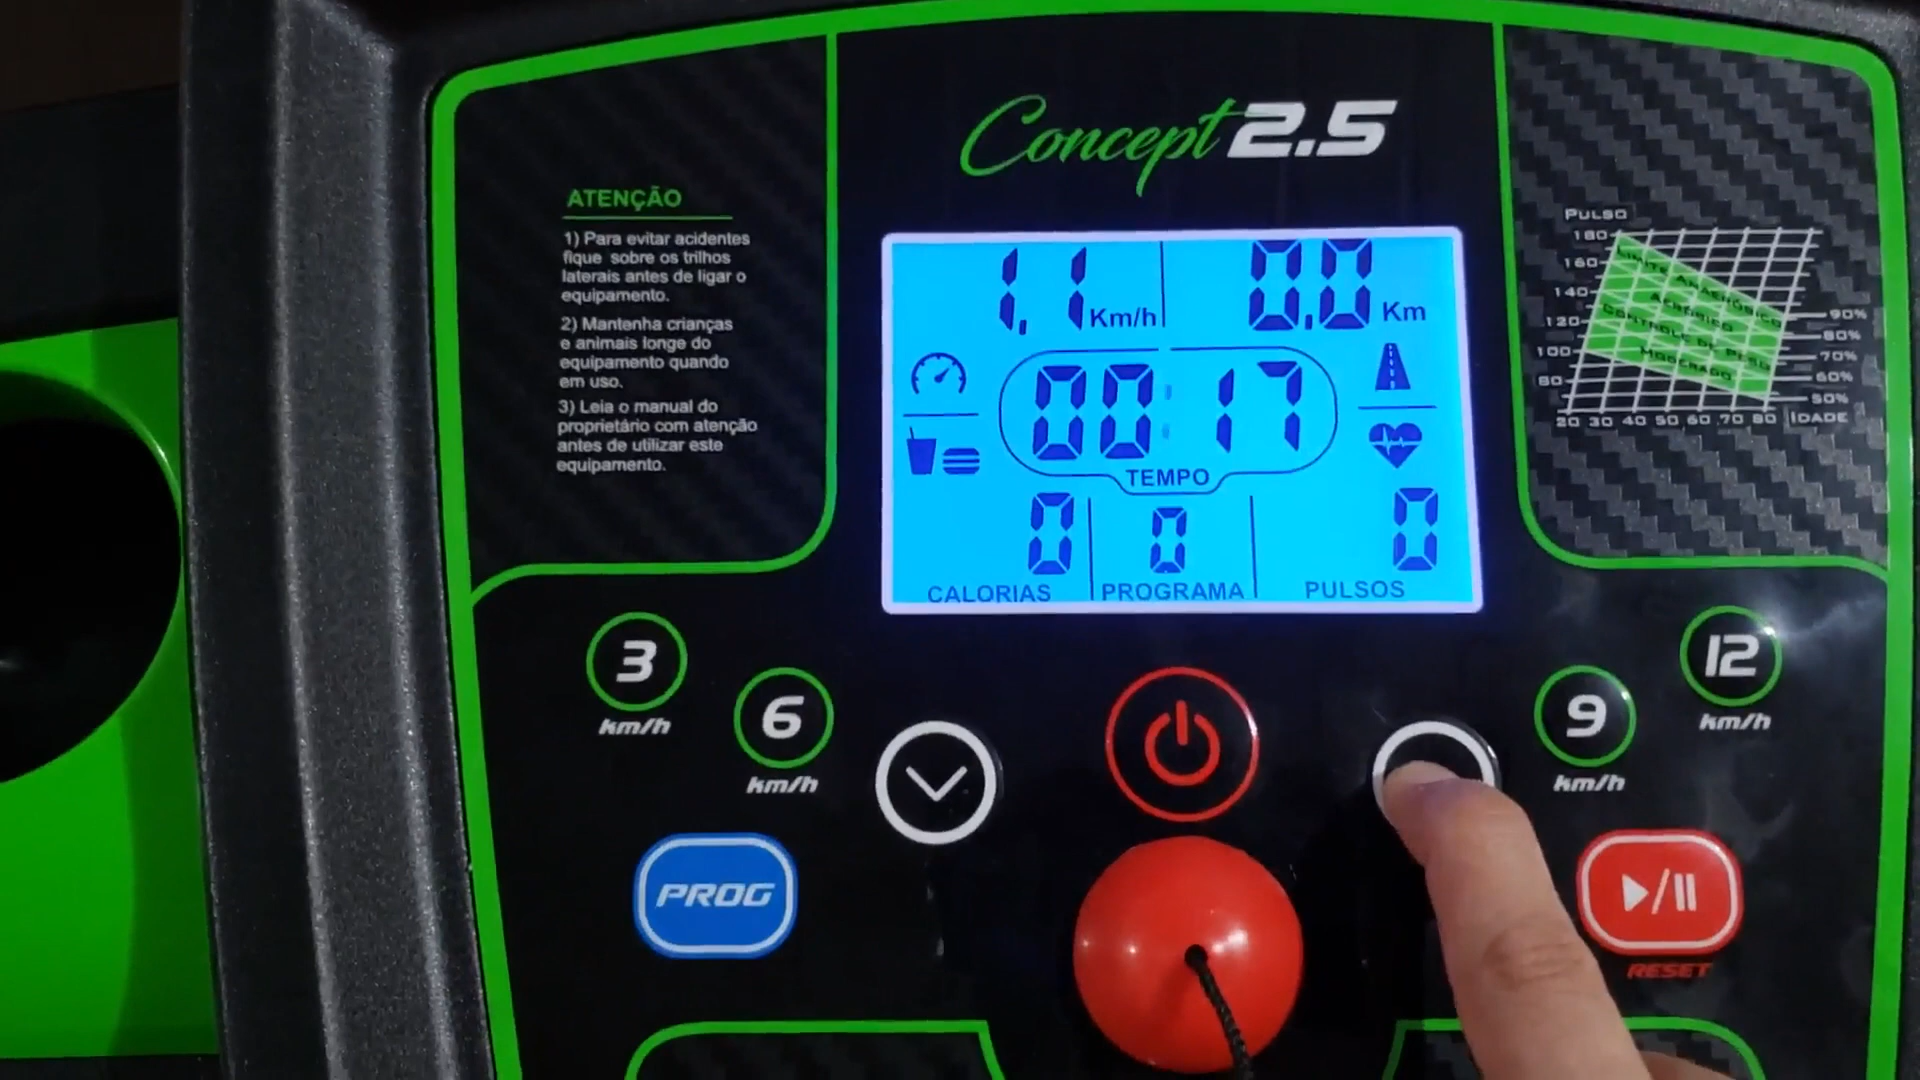 Concept 2.5
ATENÇÃO
1) Para evitar acidentes
fique sobre os trilhos
laterais antes de ligar o
equipamento.
2) Mantenha crianças
e animais longe do
equipamento quando
em uso.
3) Leia o manual do
proprietário com atenção
antes de utilizar este
equipamento.
1.1 Km/h
0.0 Km
00:17
TEMPO
0
CALORIAS
0
PROGRAMA
0
PULSOS
PULSO
180
160
140
120
100
80
LIMITE ANAERÓBICO
AERÓBICO
CONTROLE DE PESO
MODERADO
90%
80%
70%
60%
50%
20 30 40 50 60 70 80 IDADE
3
km/h
6
km/h
9
km/h
12
km/h
PROG
RESET